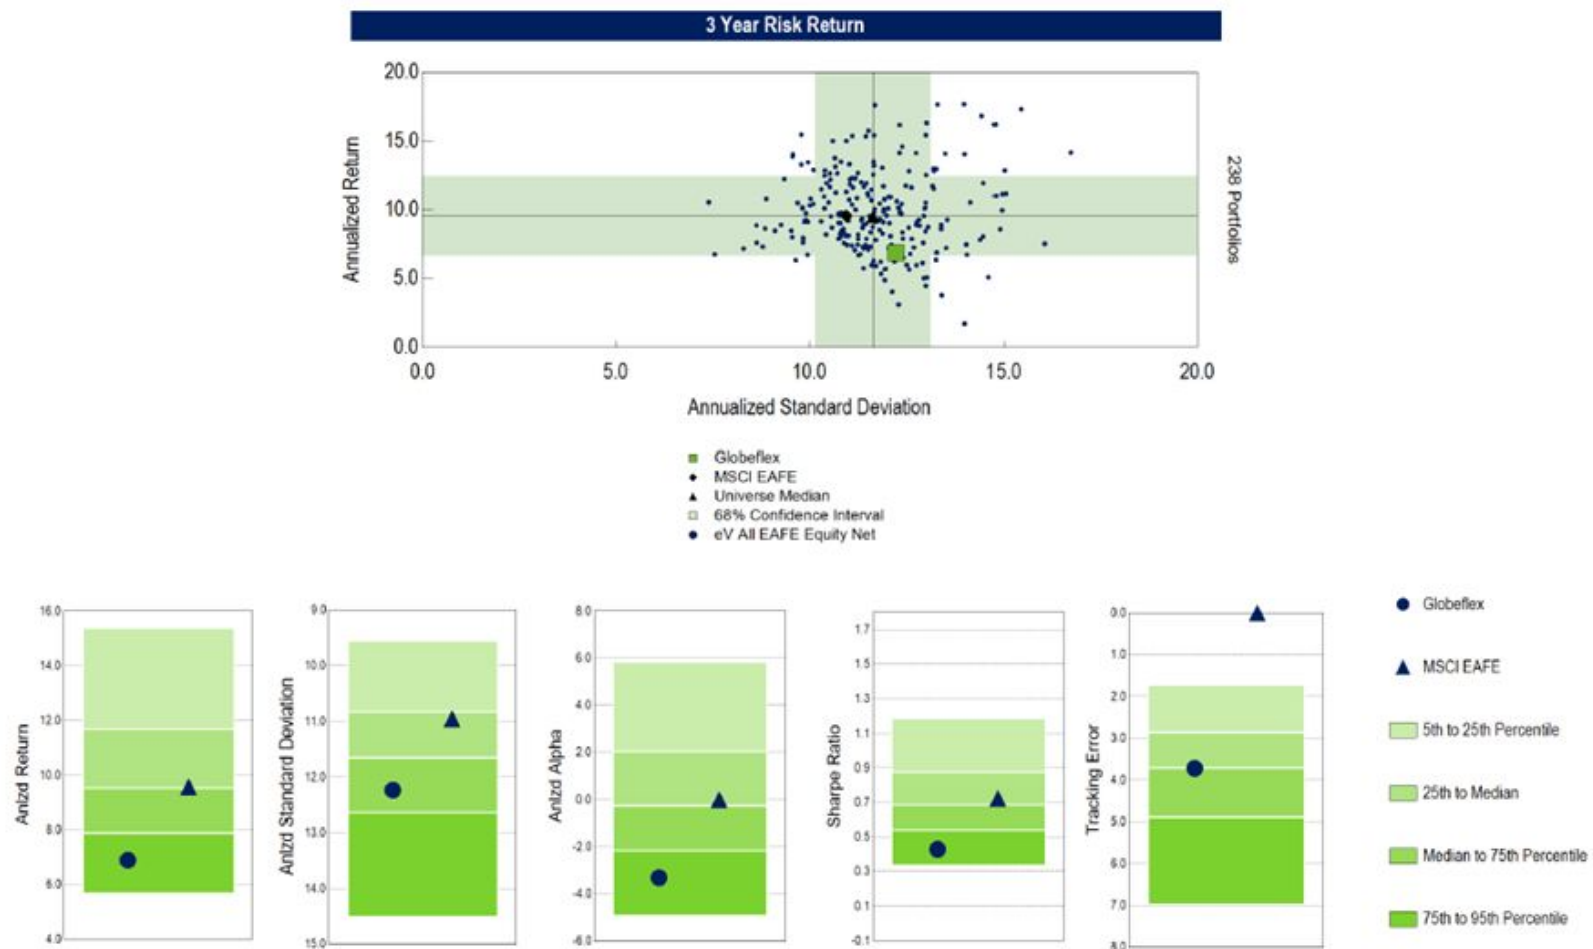 3 Year Risk Return
20.0
15.0
10.0
5.0
0.0
Annualized Return
0.0 5.0 10.0 15.0 20.0
Annualized Standard Deviation
238 Portfolios
Globeflex
MSCI EAFE
Universe Median
68% Confidence Interval
eV All EAFE Equity Net
Anlzd Return
16.0
14.0
12.0
10.0
8.0
6.0
4.0
Anlzd Standard Deviation
9.0
10.0
11.0
12.0
13.0
14.0
15.0
Anlzd Alpha
8.0
6.0
4.0
2.0
0.0
-2.0
-4.0
-6.0
Sharpe Ratio
1.7
1.5
1.3
1.1
0.9
0.7
0.5
0.3
0.1
-0.1
Tracking Error
0.0
1.0
2.0
3.0
4.0
5.0
6.0
7.0
8.0
Globeflex
MSCI EAFE
5th to 25th Percentile
25th to Median
Median to 75th Percentile
75th to 95th Percentile